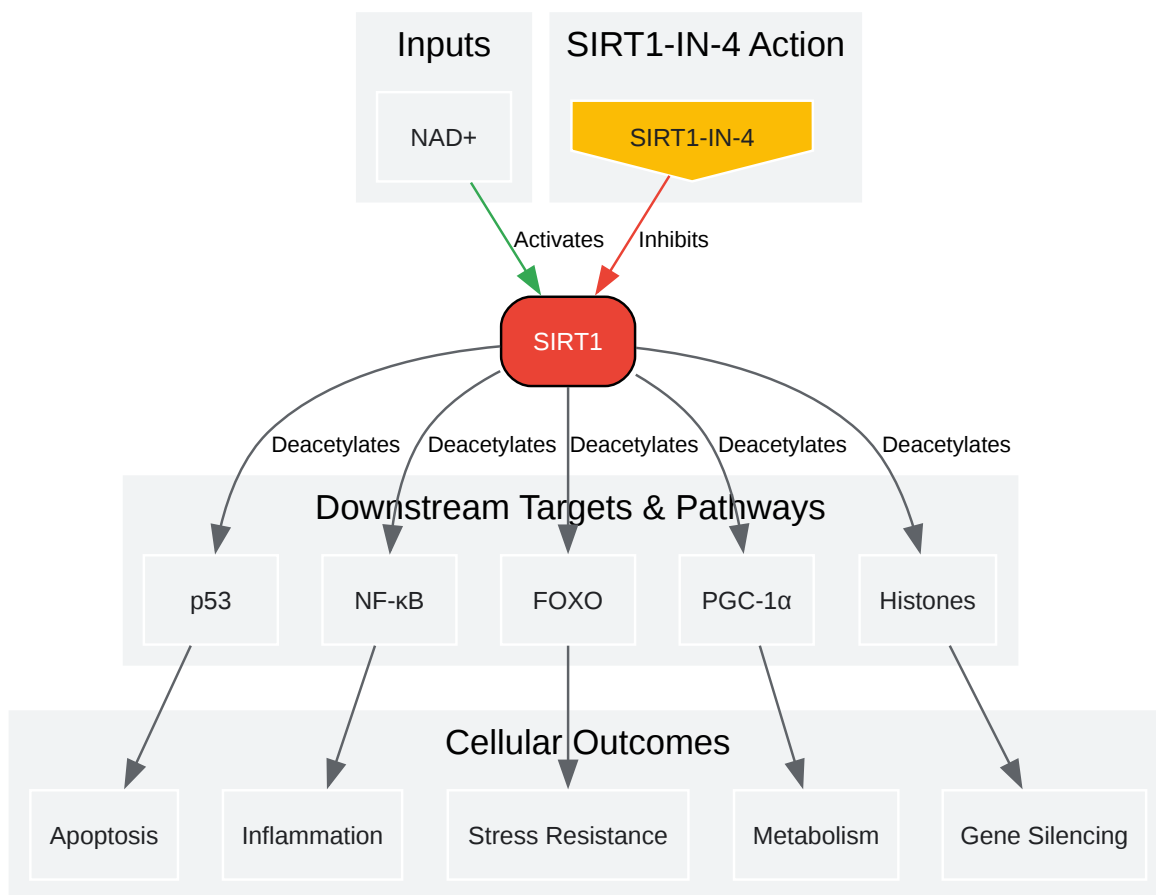 Inputs
SIRT1-IN-4 Action
NAD+
SIRT1-IN-4
Activates
Inhibits
SIRT1
Deacetylates
Deacetylates
Deacetylates
Deacetylates
Deacetylates
Downstream Targets & Pathways
p53
NF-κB
FOXO
PGC-1α
Histones
Cellular Outcomes
Apoptosis
Inflammation
Stress Resistance
Metabolism
Gene Silencing